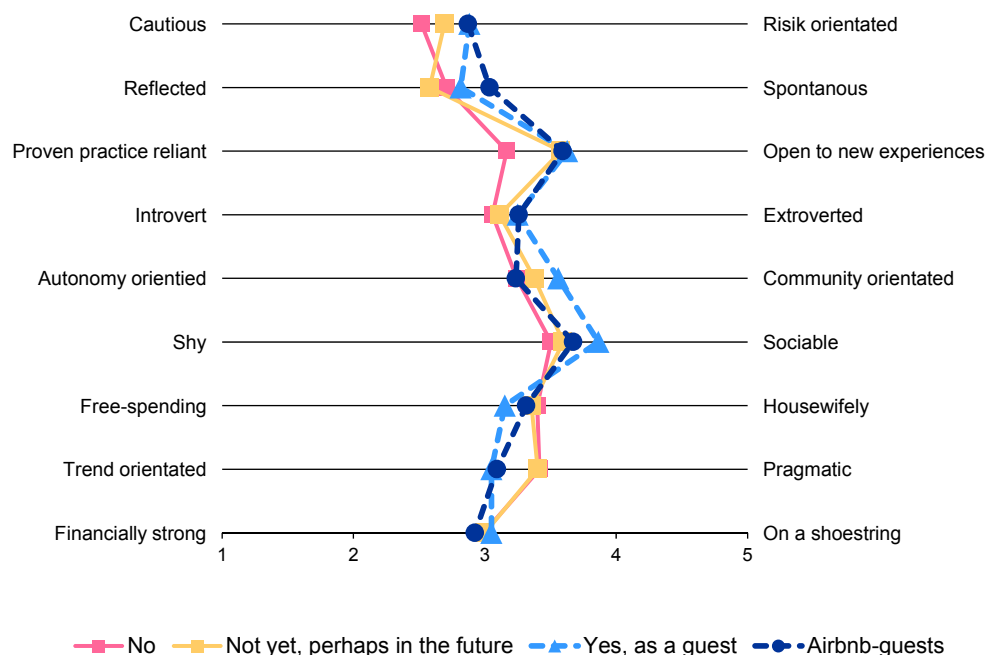 Cautious Risik orientated
Reflected Spontanous
Proven practice reliant Open to new experiences
Introvert Extroverted
Autonomy orientied Community orientated
Shy Sociable
Free-spending Housewifely
Trend orientated Pragmatic
Financially strong On a shoestring
1 2 3 4 5
No Not yet, perhaps in the future Yes, as a guest Airbnb-guests